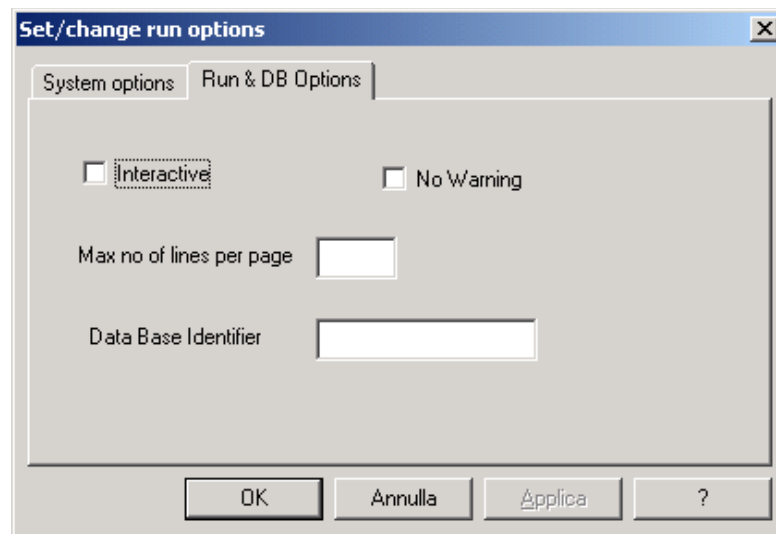 Set/change run options
System options
Run & DB Options
Interactive
No Warning
Max no of lines per page
Data Base Identifier
OK
Annulla
Applica
?